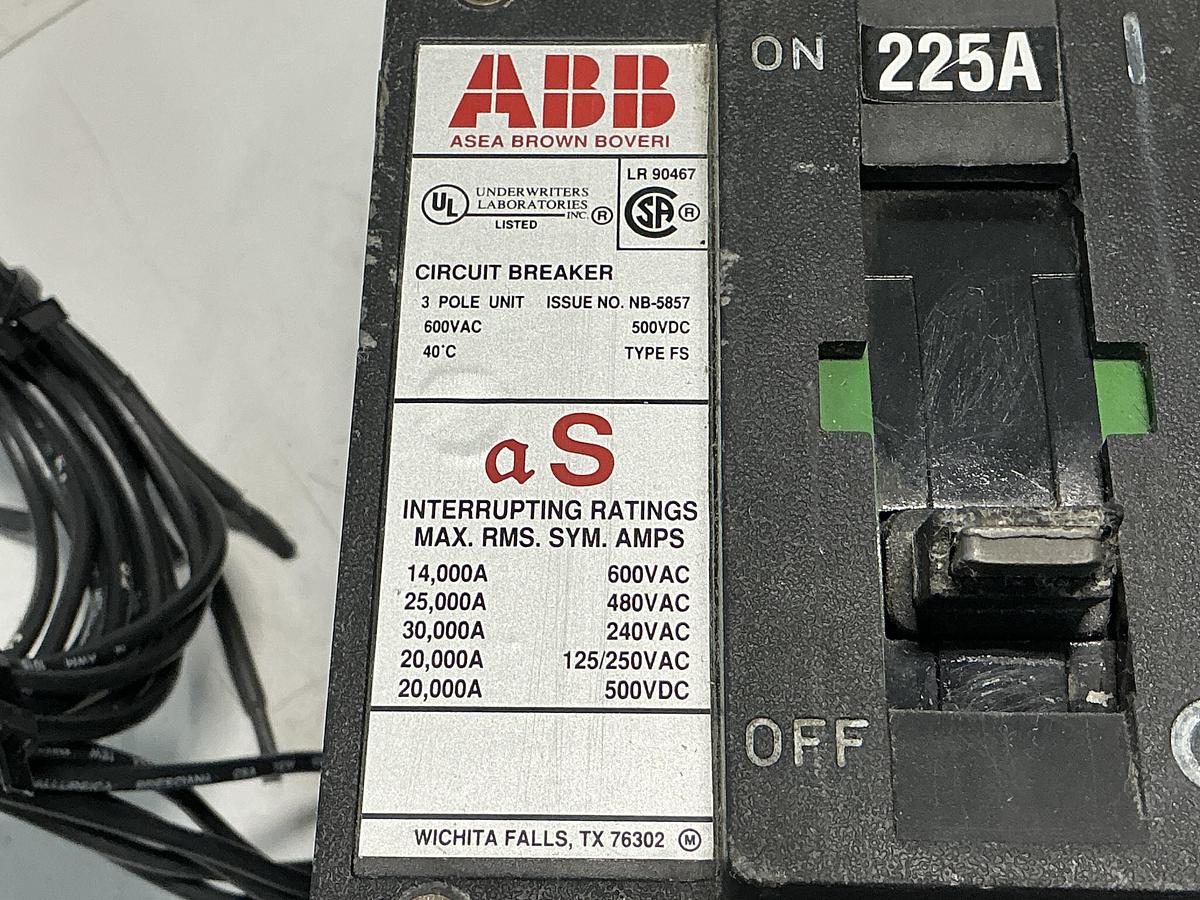 ABB
ASEA BROWN BOVERI
UL UNDERWRITERS LABORATORIES INC. ®
LISTED
LR 90467
SA ®
CIRCUIT BREAKER
3 POLE UNIT ISSUE NO. NB-5857
600VAC 500VDC
40°C TYPE FS
aS
INTERRUPTING RATINGS
MAX. RMS. SYM. AMPS
14,000A 600VAC
25,000A 480VAC
30,000A 240VAC
20,000A 125/250VAC
20,000A 500VDC
WICHITA FALLS, TX 76302 Ⓜ
ON
225A
OFF